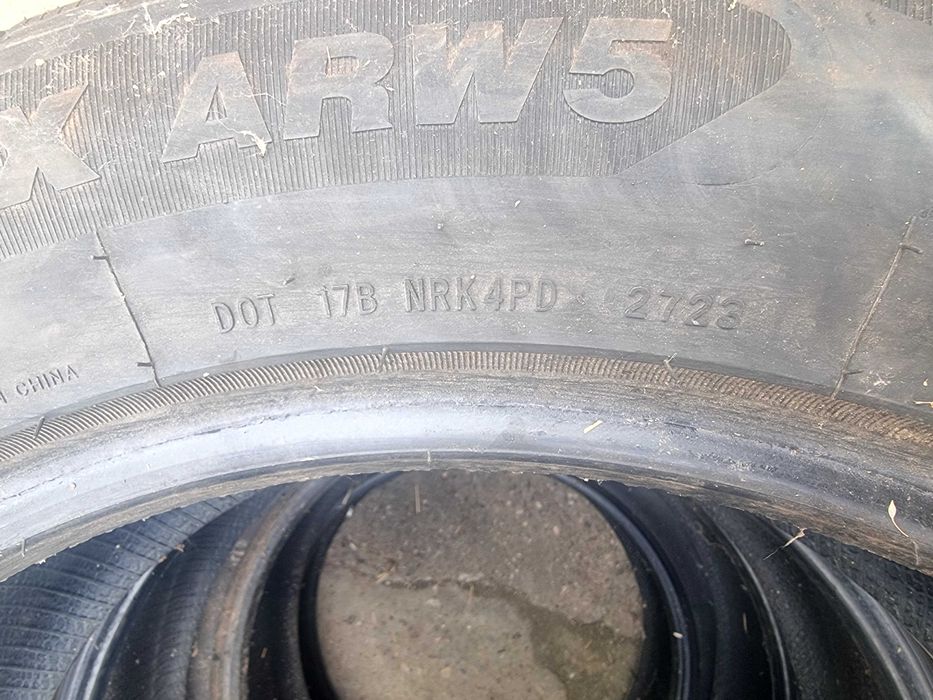 X ARW5
DOT 17B NRK4PD 2723
CHINA